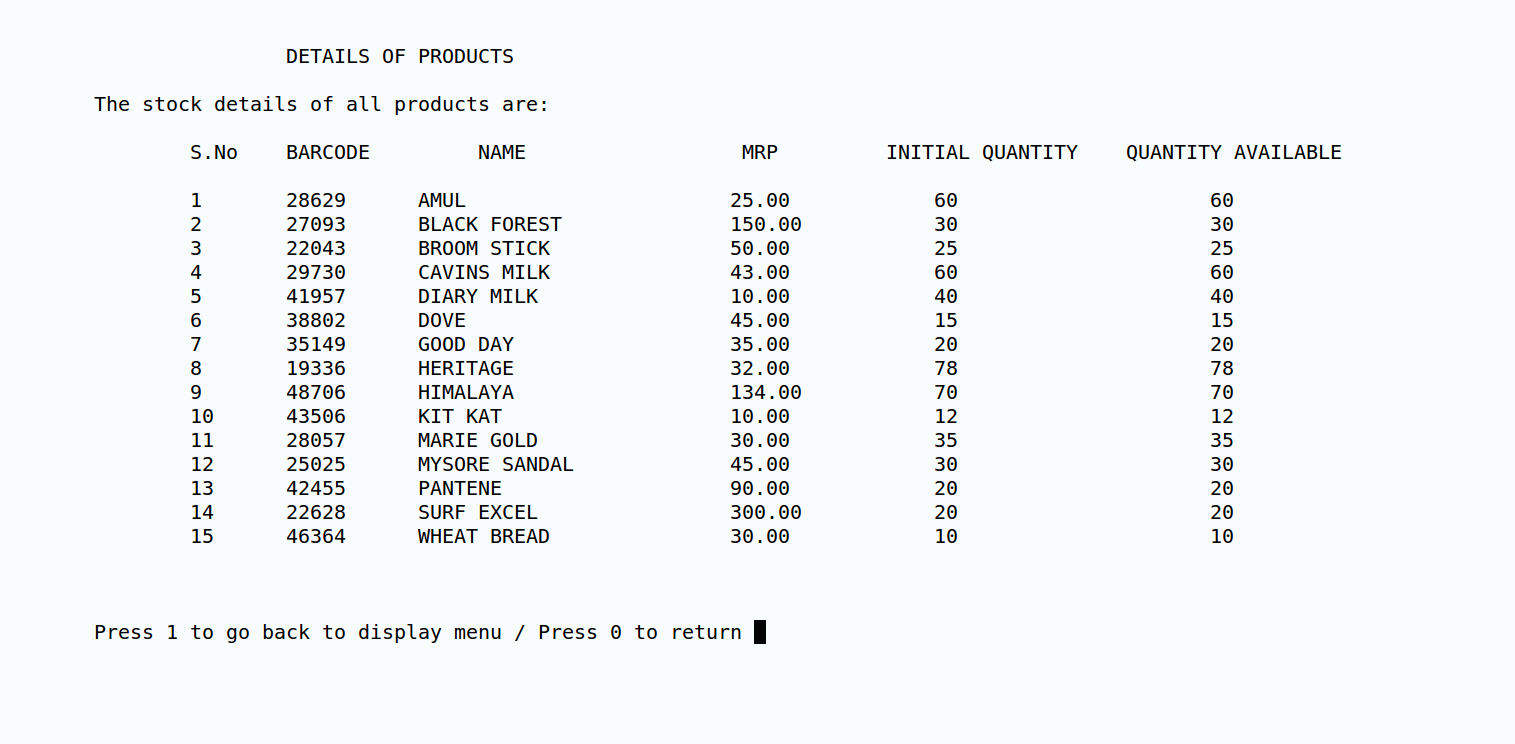 DETAILS OF PRODUCTS
The stock details of all products are:
S.No BARCODE NAME MRP INITIAL QUANTITY QUANTITY AVAILABLE
1 28629 AMUL 25.00 60 60
2 27093 BLACK FOREST 150.00 30 30
3 22043 BROOM STICK 50.00 25 25
4 29730 CAVINS MILK 43.00 60 60
5 41957 DIARY MILK 10.00 40 40
6 38802 DOVE 45.00 15 15
7 35149 GOOD DAY 35.00 20 20
8 19336 HERITAGE 32.00 78 78
9 48706 HIMALAYA 134.00 70 70
10 43506 KIT KAT 10.00 12 12
11 28057 MARIE GOLD 30.00 35 35
12 25025 MYSORE SANDAL 45.00 30 30
13 42455 PANTENE 90.00 20 20
14 22628 SURF EXCEL 300.00 20 20
15 46364 WHEAT BREAD 30.00 10 10
Press 1 to go back to display menu / Press 0 to return